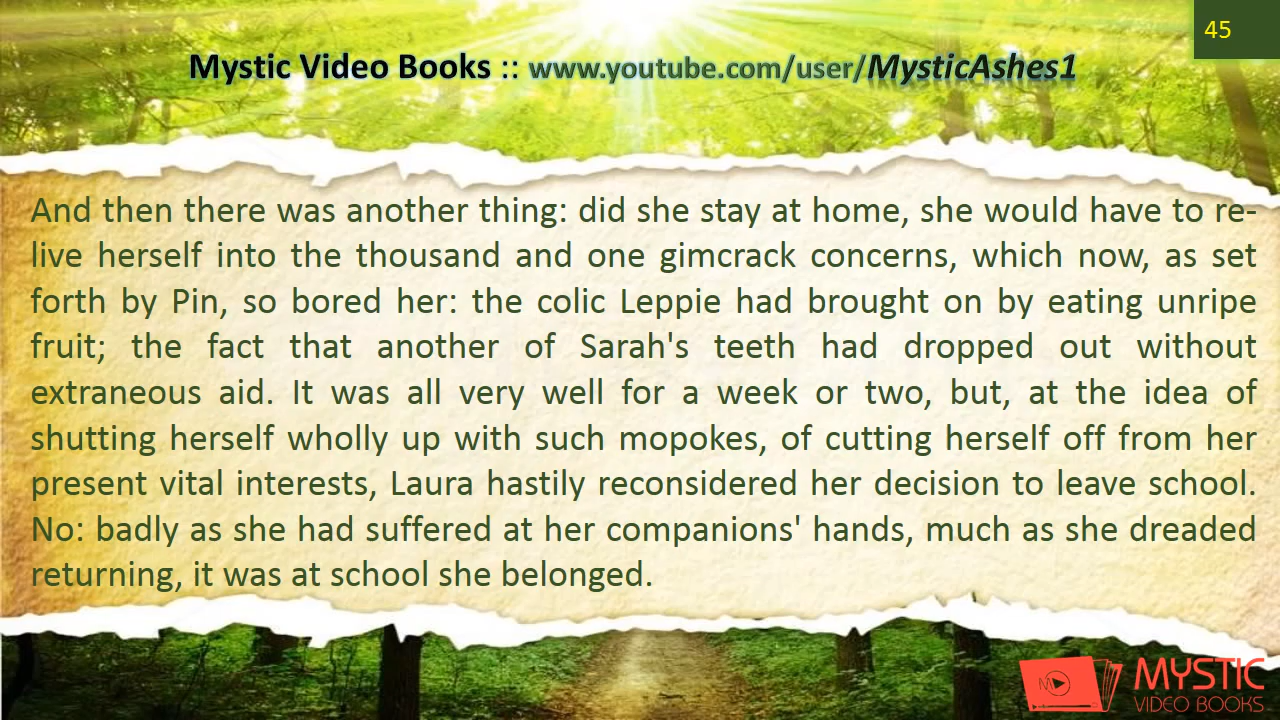 45
Mystic Video Books :: www.youtube.com/user/MysticAshes1
And then there was another thing: did she stay at home, she would have to re-
live herself into the thousand and one gimcrack concerns, which now, as set
forth by Pin, so bored her: the colic Leppie had brought on by eating unripe
fruit; the fact that another of Sarah's teeth had dropped out without
extraneous aid. It was all very well for a week or two, but, at the idea of
shutting herself wholly up with such mopokes, of cutting herself off from her
present vital interests, Laura hastily reconsidered her decision to leave school.
No: badly as she had suffered at her companions' hands, much as she dreaded
returning, it was at school she belonged.
MYSTIC
VIDEO BOOKS